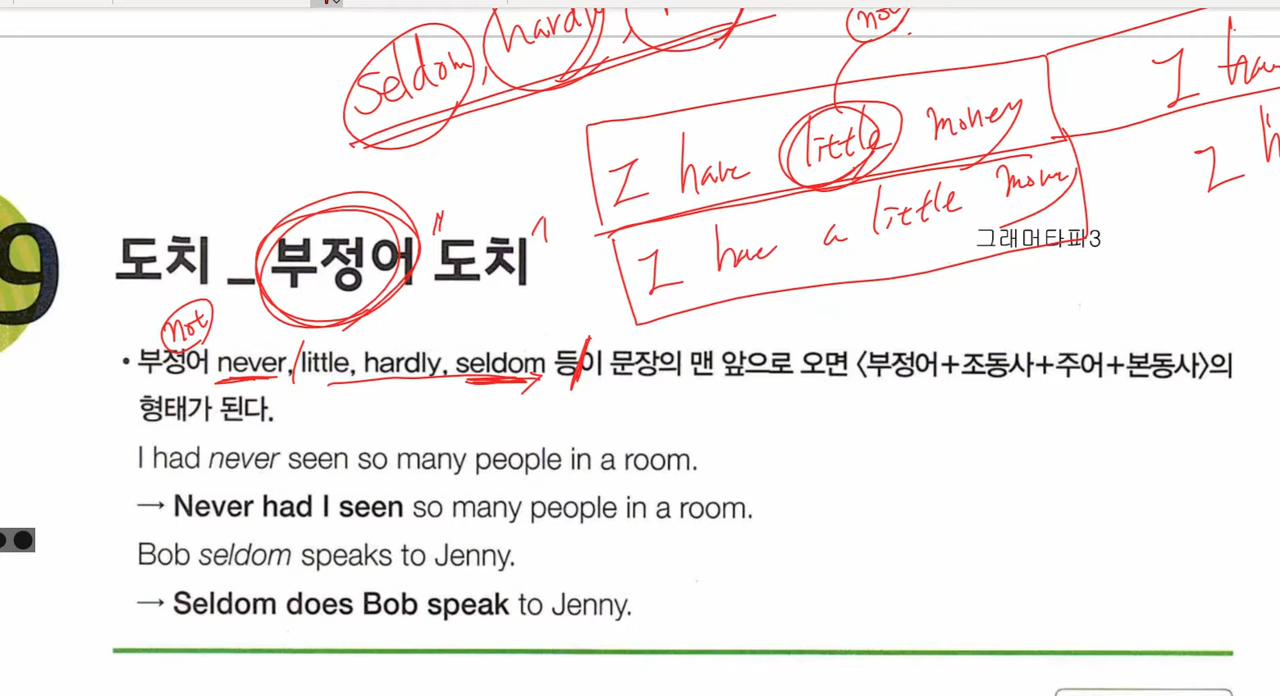 seldom, hardly,
not
I have little money
I
I have a little money
I
그래머타파3
9
도치 _ 부정어 도치
not
• 부정어 never, little, hardly, seldom 등이 문장의 맨 앞으로 오면 〈부정어+조동사+주어+본동사〉의
형태가 된다.
I had never seen so many people in a room.
→ Never had I seen so many people in a room.
Bob seldom speaks to Jenny.
→ Seldom does Bob speak to Jenny.